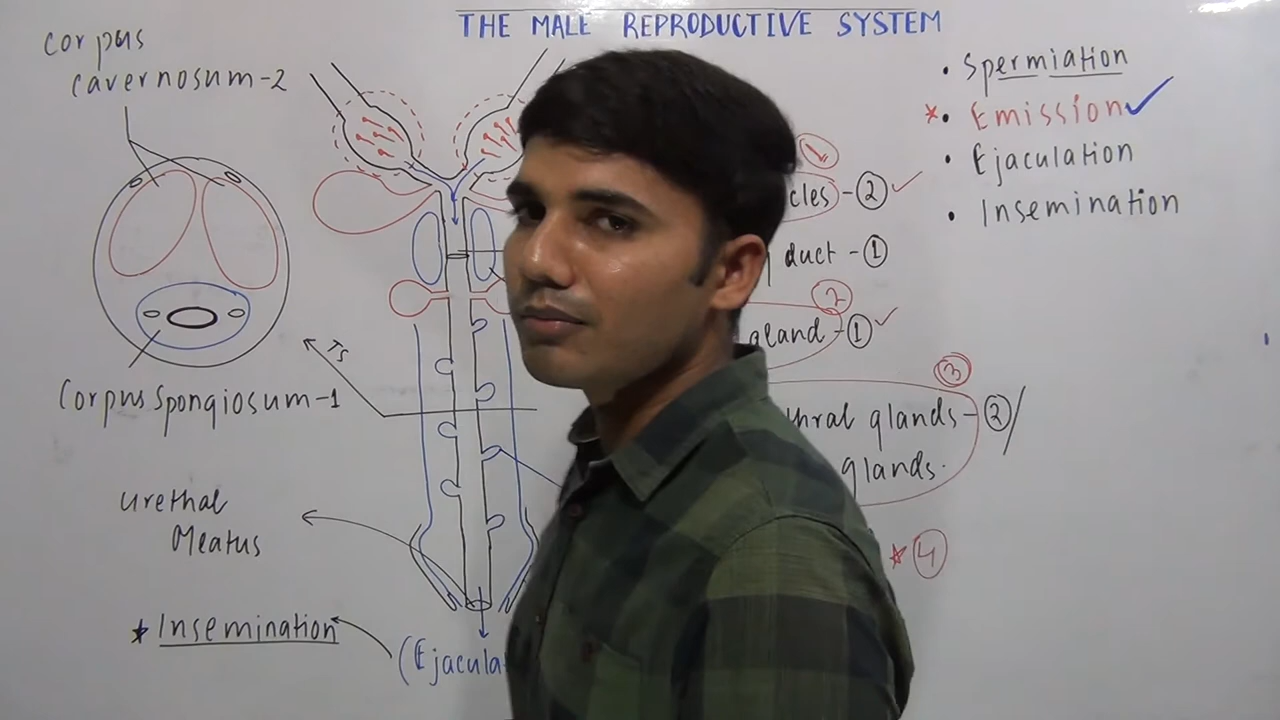 THE MALE REPRODUCTIVE SYSTEM
Corpus
cavernosum-2
• Spermiation
*• Emission ✓
• Ejaculation
• Insemination
1
cles-② ✓
duct-①
2
gland-① ✓
TS
Corpus Spongiosum-1
3
thral glands-②/
glands.
Urethal
Meatus
* 4
* Insemination
(Ejacula